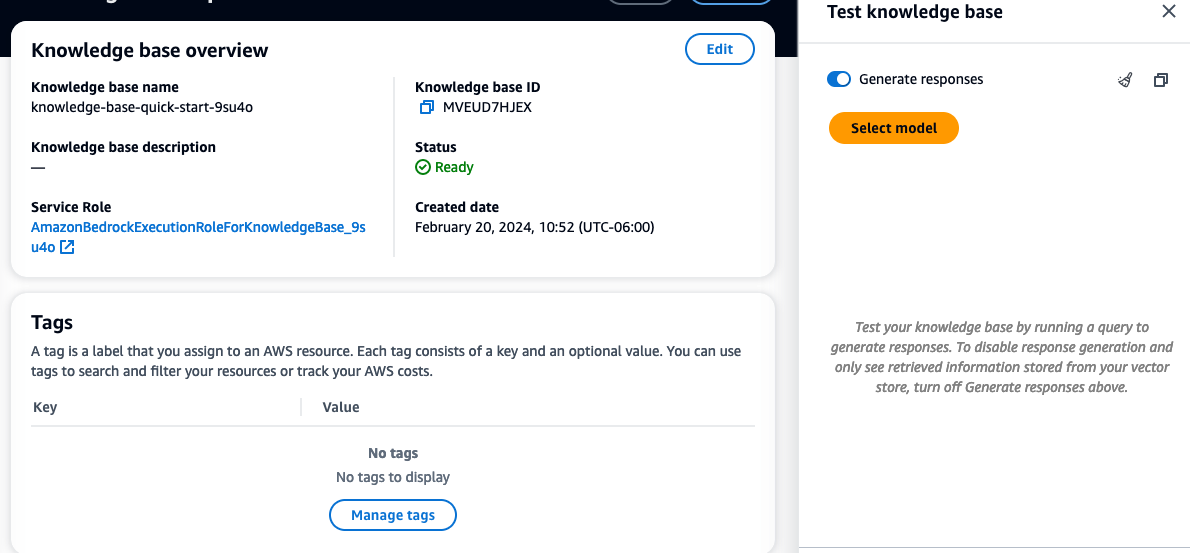 Test knowledge base
Knowledge base overview
Edit
Knowledge base name
knowledge-base-quick-start-9su4o
Knowledge base ID
MVEUD7HJEX
Knowledge base description
—
Status
Ready
Service Role
AmazonBedrockExecutionRoleForKnowledgeBase_9s
u4o
Created date
February 20, 2024, 10:52 (UTC-06:00)
Tags
A tag is a label that you assign to an AWS resource. Each tag consists of a key and an optional value. You can use
tags to search and filter your resources or track your AWS costs.
Key
Value
No tags
No tags to display
Manage tags
Generate responses
Select model
Test your knowledge base by running a query to
generate responses. To disable response generation and
only see retrieved information stored from your vector
store, turn off Generate responses above.